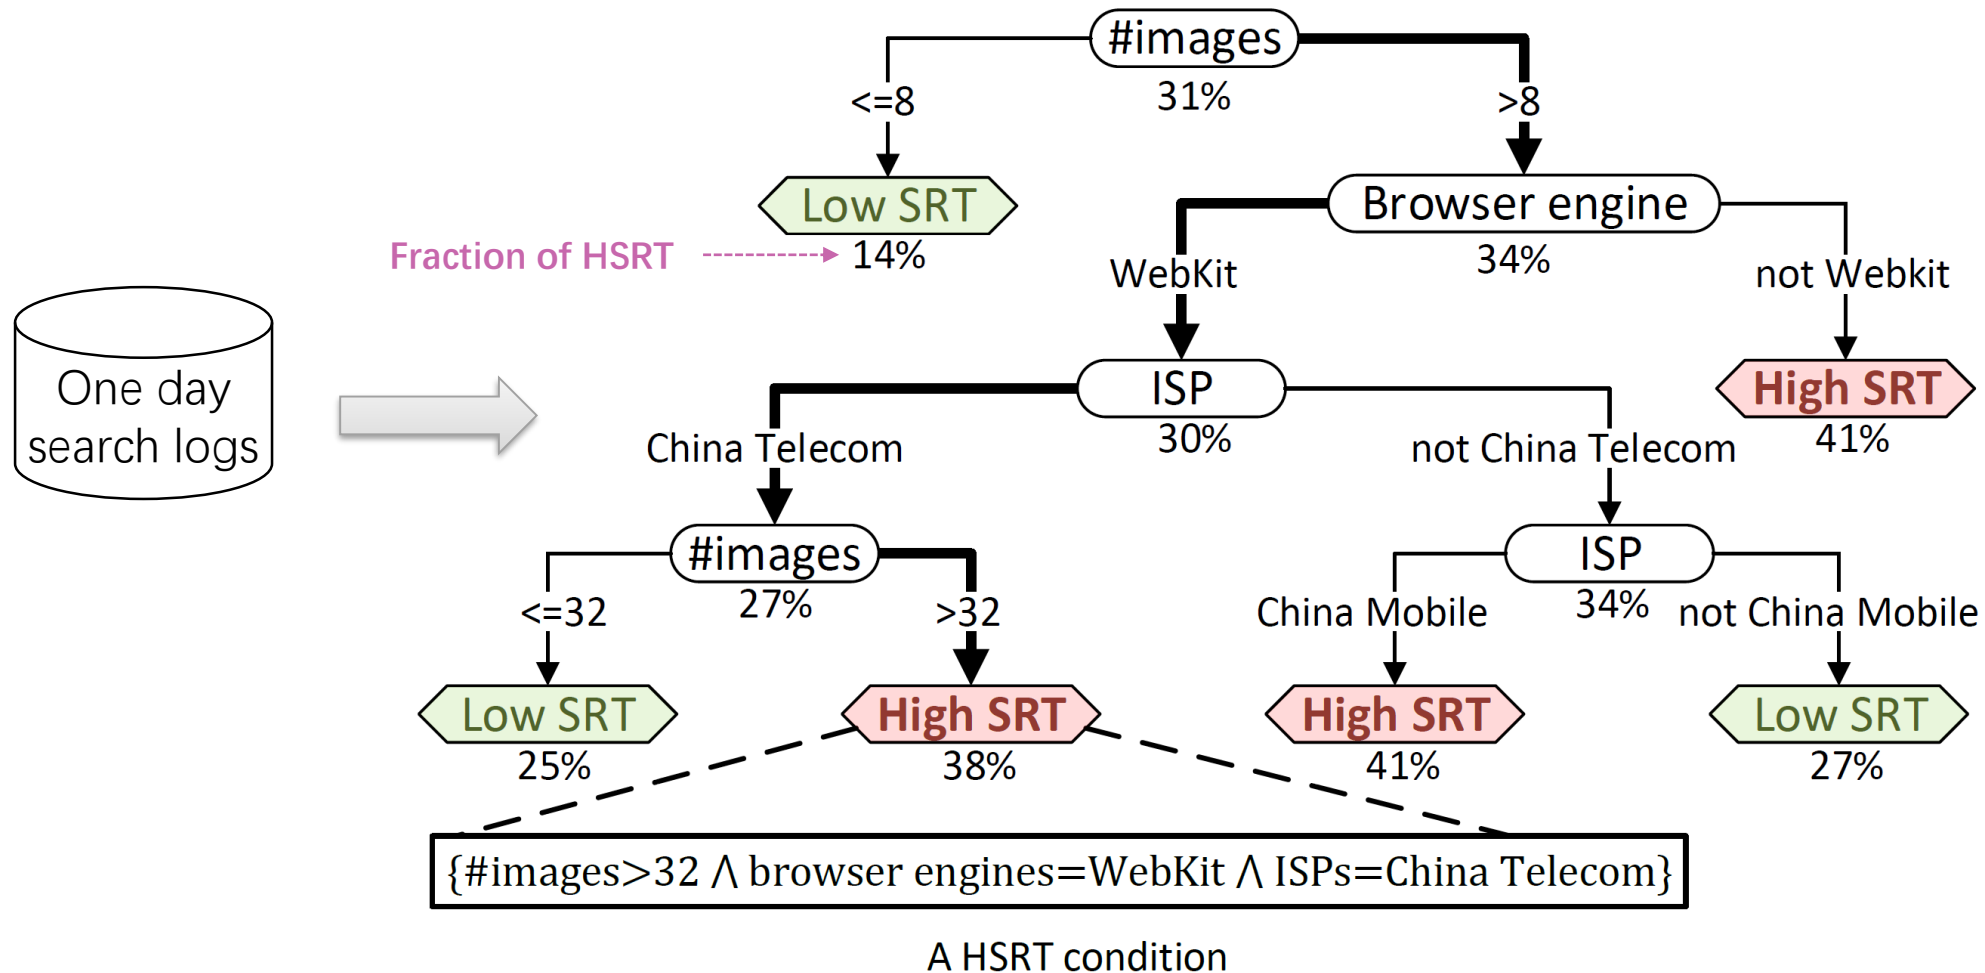 #images
31%
<=8
>8
Low SRT
14%
Fraction of HSRT
Browser engine
34%
WebKit
not Webkit
One day
search logs
ISP
30%
High SRT
41%
China Telecom
not China Telecom
#images
27%
<=32
>32
ISP
34%
China Mobile
not China Mobile
Low SRT
25%
High SRT
38%
High SRT
41%
Low SRT
27%
{#images>32 ⋀ browser engines=WebKit ⋀ ISPs=China Telecom}
A HSRT condition